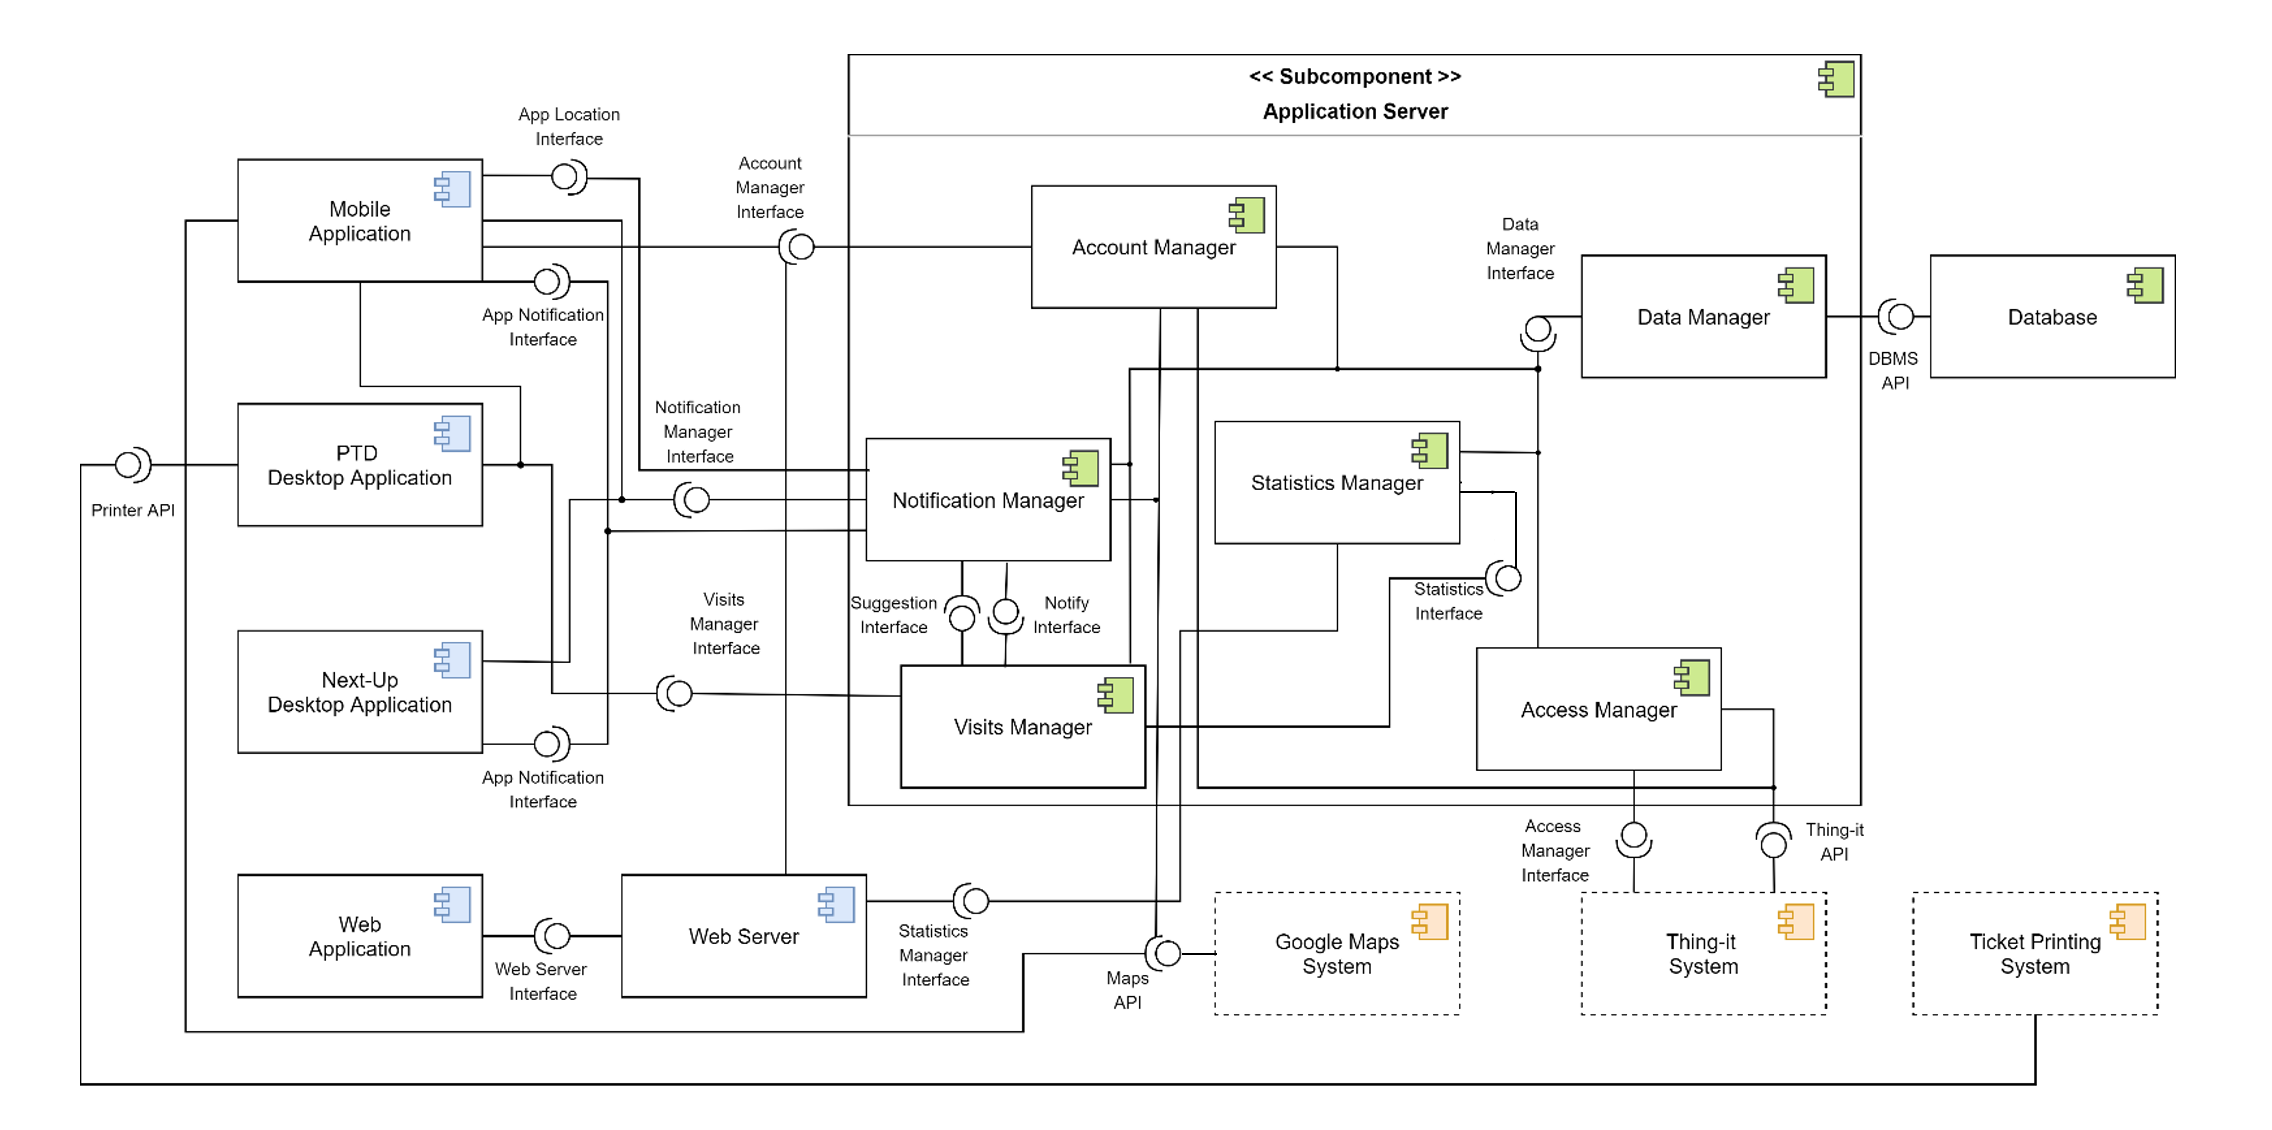 << Subcomponent >>
Application Server
App Location
Interface
Account
Manager
Interface
Mobile
Application
Account Manager
Data
Manager
Interface
Data Manager
Database
App Notification
Interface
DBMS
API
Notification
Manager
Interface
PTD
Desktop Application
Printer API
Notification Manager
Statistics Manager
Statistics
Interface
Suggestion
Interface
Notify
Interface
Visits
Manager
Interface
Next-Up
Desktop Application
Visits Manager
Access Manager
App Notification
Interface
Access
Manager
Interface
Thing-it
API
Web
Application
Web Server
Interface
Web Server
Statistics
Manager
Interface
Maps
API
Google Maps
System
Thing-it
System
Ticket Printing
System